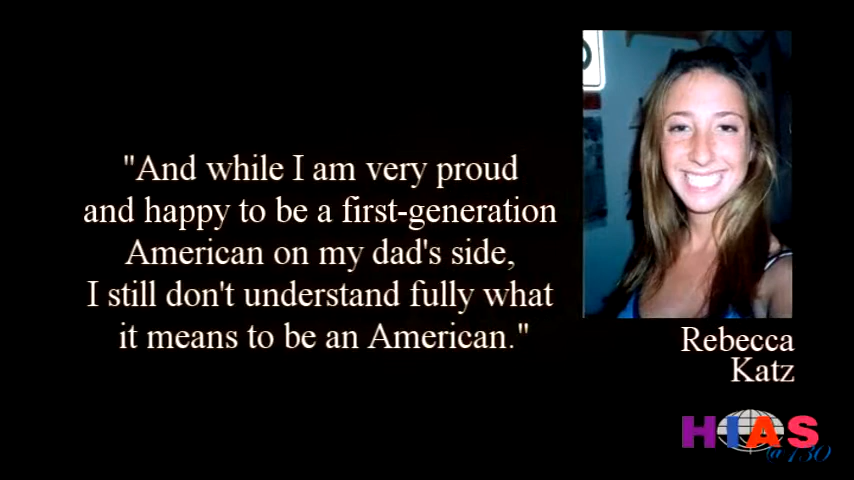 "And while I am very proud
and happy to be a first-generation
American on my dad's side,
I still don't understand fully what
it means to be an American."
Rebecca
Katz
HIAS
@130